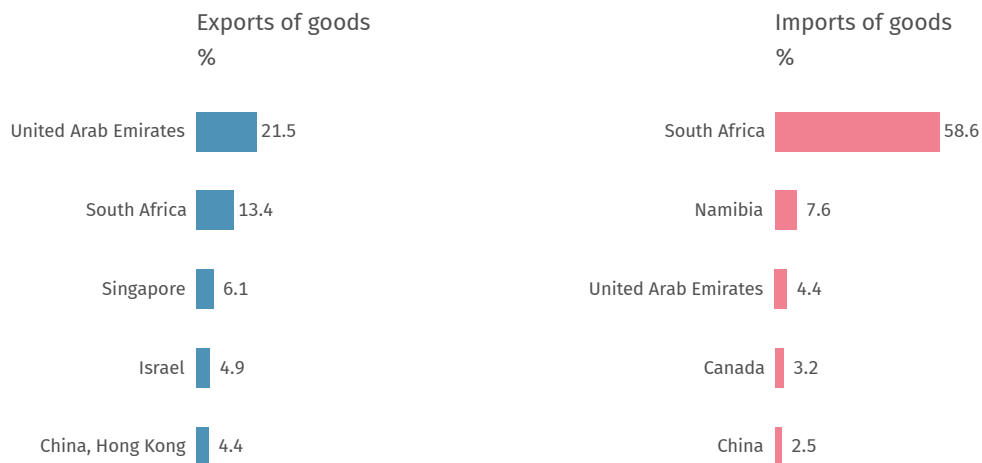 Exports of goods
%
United Arab Emirates 21.5
South Africa 13.4
Singapore 6.1
Israel 4.9
China, Hong Kong 4.4
Imports of goods
%
South Africa 58.6
Namibia 7.6
United Arab Emirates 4.4
Canada 3.2
China 2.5